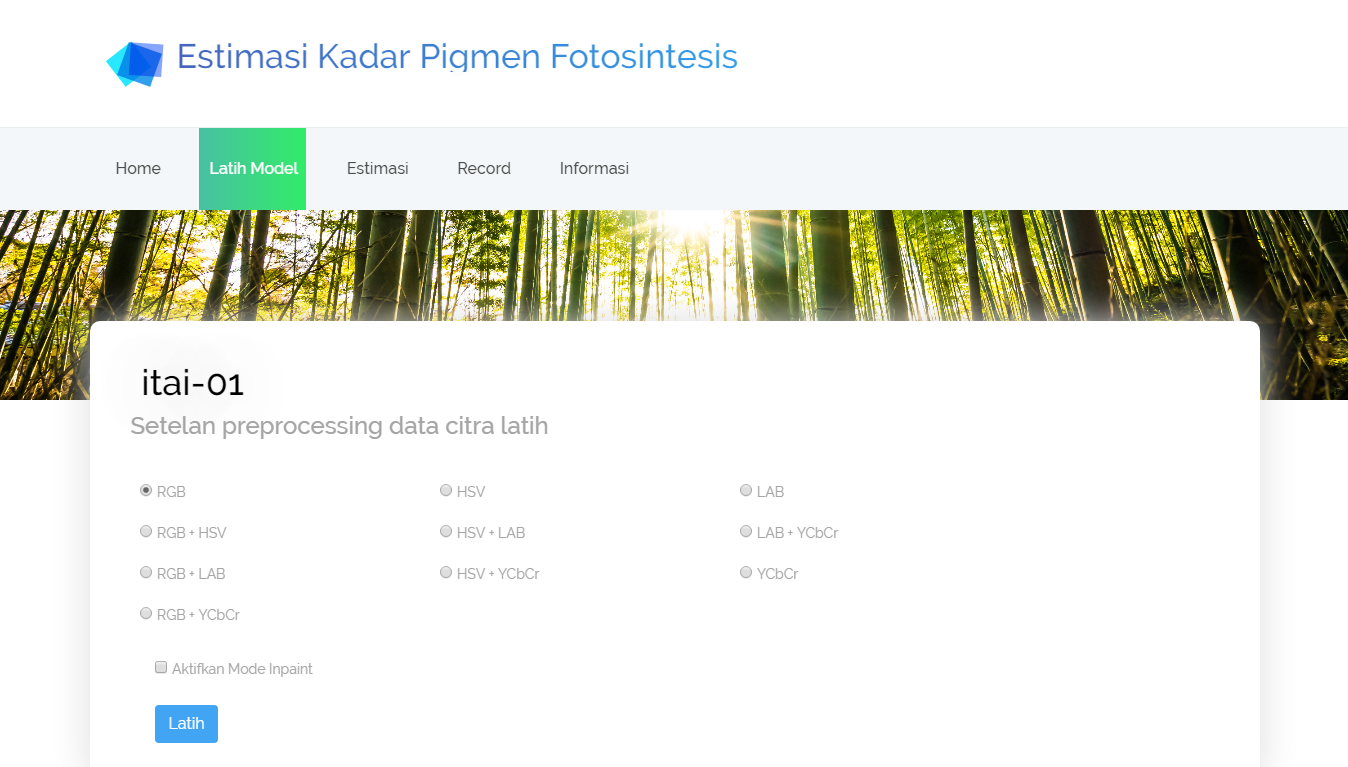 Estimasi Kadar Pigmen Fotosintesis
Home Latih Model Estimasi Record Informasi
itai-01
Setelan preprocessing data citra latih
RGB HSV LAB
RGB + HSV HSV + LAB LAB + YCbCr
RGB + LAB HSV + YCbCr YCbCr
RGB + YCbCr
Aktifkan Mode Inpaint
Latih